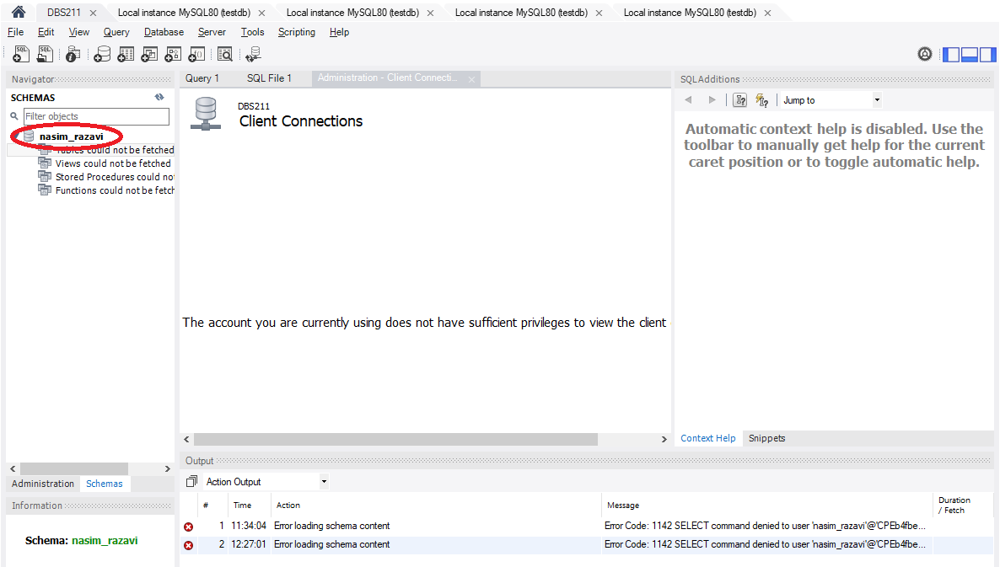 DBS211
Local instance MySQL80 (testdb)
Local instance MySQL80 (testdb)
Local instance MySQL80 (testdb)
Local instance MySQL80 (testdb)
File Edit View Query Database Server Tools Scripting Help
SQL SQL
Navigator
SCHEMAS
Filter objects
nasim_razavi
Tables could not be fetched
Views could not be fetched
Stored Procedures could not
Functions could not be fetch
Administration Schemas
Information
Schema: nasim_razavi
Query 1 SQL File 1 Administration - Client Connecti...
DBS211
Client Connections
The account you are currently using does not have sufficient privileges to view the client
SQLAdditions
Jump to
Automatic context help is disabled. Use the
toolbar to manually get help for the current
caret position or to toggle automatic help.
Context Help Snippets
Output
Action Output
# Time Action Message Duration / Fetch
1 11:34:04 Error loading schema content Error Code: 1142 SELECT command denied to user 'nasim_razavi'@'CPEb4fbe...
2 12:27:01 Error loading schema content Error Code: 1142 SELECT command denied to user 'nasim_razavi'@'CPEb4fbe...